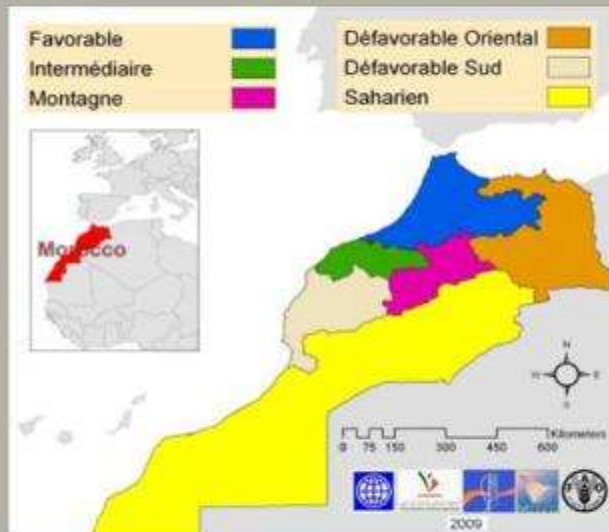 Favorable
Intermédiaire
Montagne
Défavorable Oriental
Défavorable Sud
Saharien
Morocco
N
W
E
S
Kilometers
0 75 150 300 450 600
2009